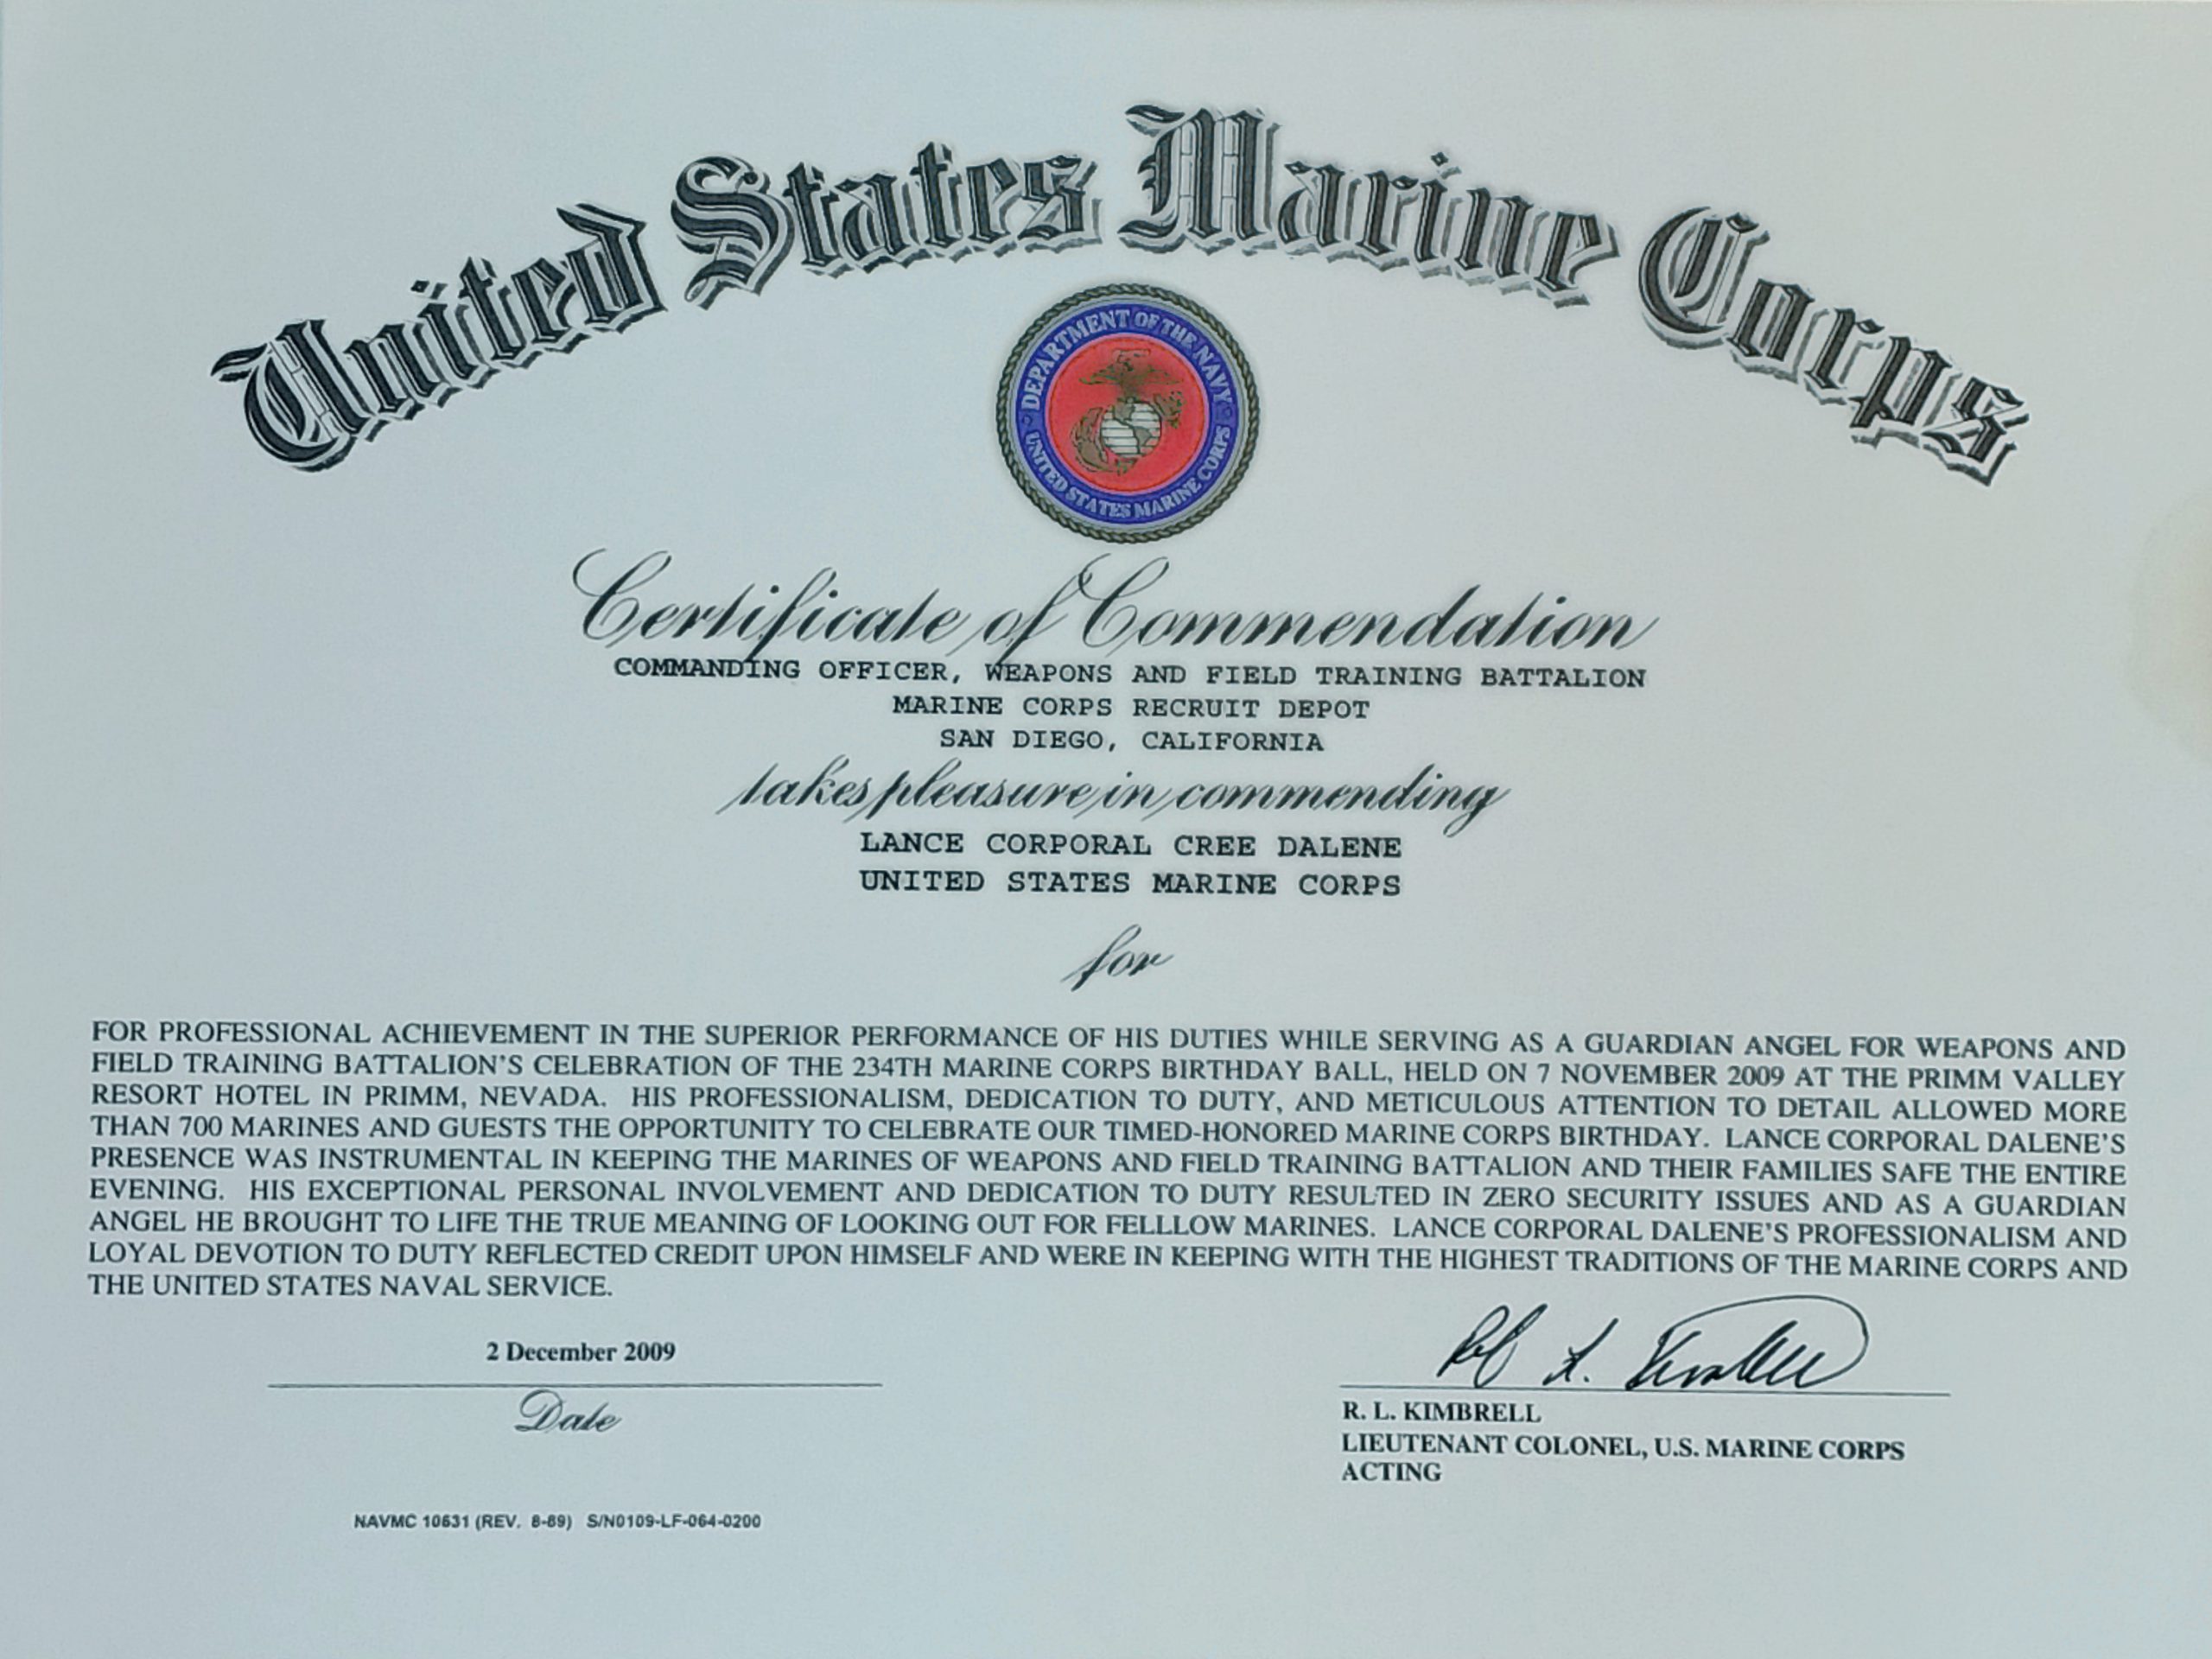 United States Marine Corps
DEPARTMENT OF THE NAVY
UNITED STATES MARINE CORPS
Certificate of Commendation
COMMANDING OFFICER, WEAPONS AND FIELD TRAINING BATTALION
MARINE CORPS RECRUIT DEPOT
SAN DIEGO, CALIFORNIA
takes pleasure in commending
LANCE CORPORAL CREE DALENE
UNITED STATES MARINE CORPS
for
FOR PROFESSIONAL ACHIEVEMENT IN THE SUPERIOR PERFORMANCE OF HIS DUTIES WHILE SERVING AS A GUARDIAN ANGEL FOR WEAPONS AND
FIELD TRAINING BATTALION'S CELEBRATION OF THE 234TH MARINE CORPS BIRTHDAY BALL, HELD ON 7 NOVEMBER 2009 AT THE PRIMM VALLEY
RESORT HOTEL IN PRIMM, NEVADA. HIS PROFESSIONALISM, DEDICATION TO DUTY, AND METICULOUS ATTENTION TO DETAIL ALLOWED MORE
THAN 700 MARINES AND GUESTS THE OPPORTUNITY TO CELEBRATE OUR TIMED-HONORED MARINE CORPS BIRTHDAY. LANCE CORPORAL DALENE'S
PRESENCE WAS INSTRUMENTAL IN KEEPING THE MARINES OF WEAPONS AND FIELD TRAINING BATTALION AND THEIR FAMILIES SAFE THE ENTIRE
EVENING. HIS EXCEPTIONAL PERSONAL INVOLVEMENT AND DEDICATION TO DUTY RESULTED IN ZERO SECURITY ISSUES AND AS A GUARDIAN
ANGEL HE BROUGHT TO LIFE THE TRUE MEANING OF LOOKING OUT FOR FELLLOW MARINES. LANCE CORPORAL DALENE'S PROFESSIONALISM AND
LOYAL DEVOTION TO DUTY REFLECTED CREDIT UPON HIMSELF AND WERE IN KEEPING WITH THE HIGHEST TRADITIONS OF THE MARINE CORPS AND
THE UNITED STATES NAVAL SERVICE.
2 December 2009
Date
R. L. KIMBRELL
LIEUTENANT COLONEL, U.S. MARINE CORPS
ACTING
NAVMC 10631 (REV. 8-89) S/N0109-LF-064-0200